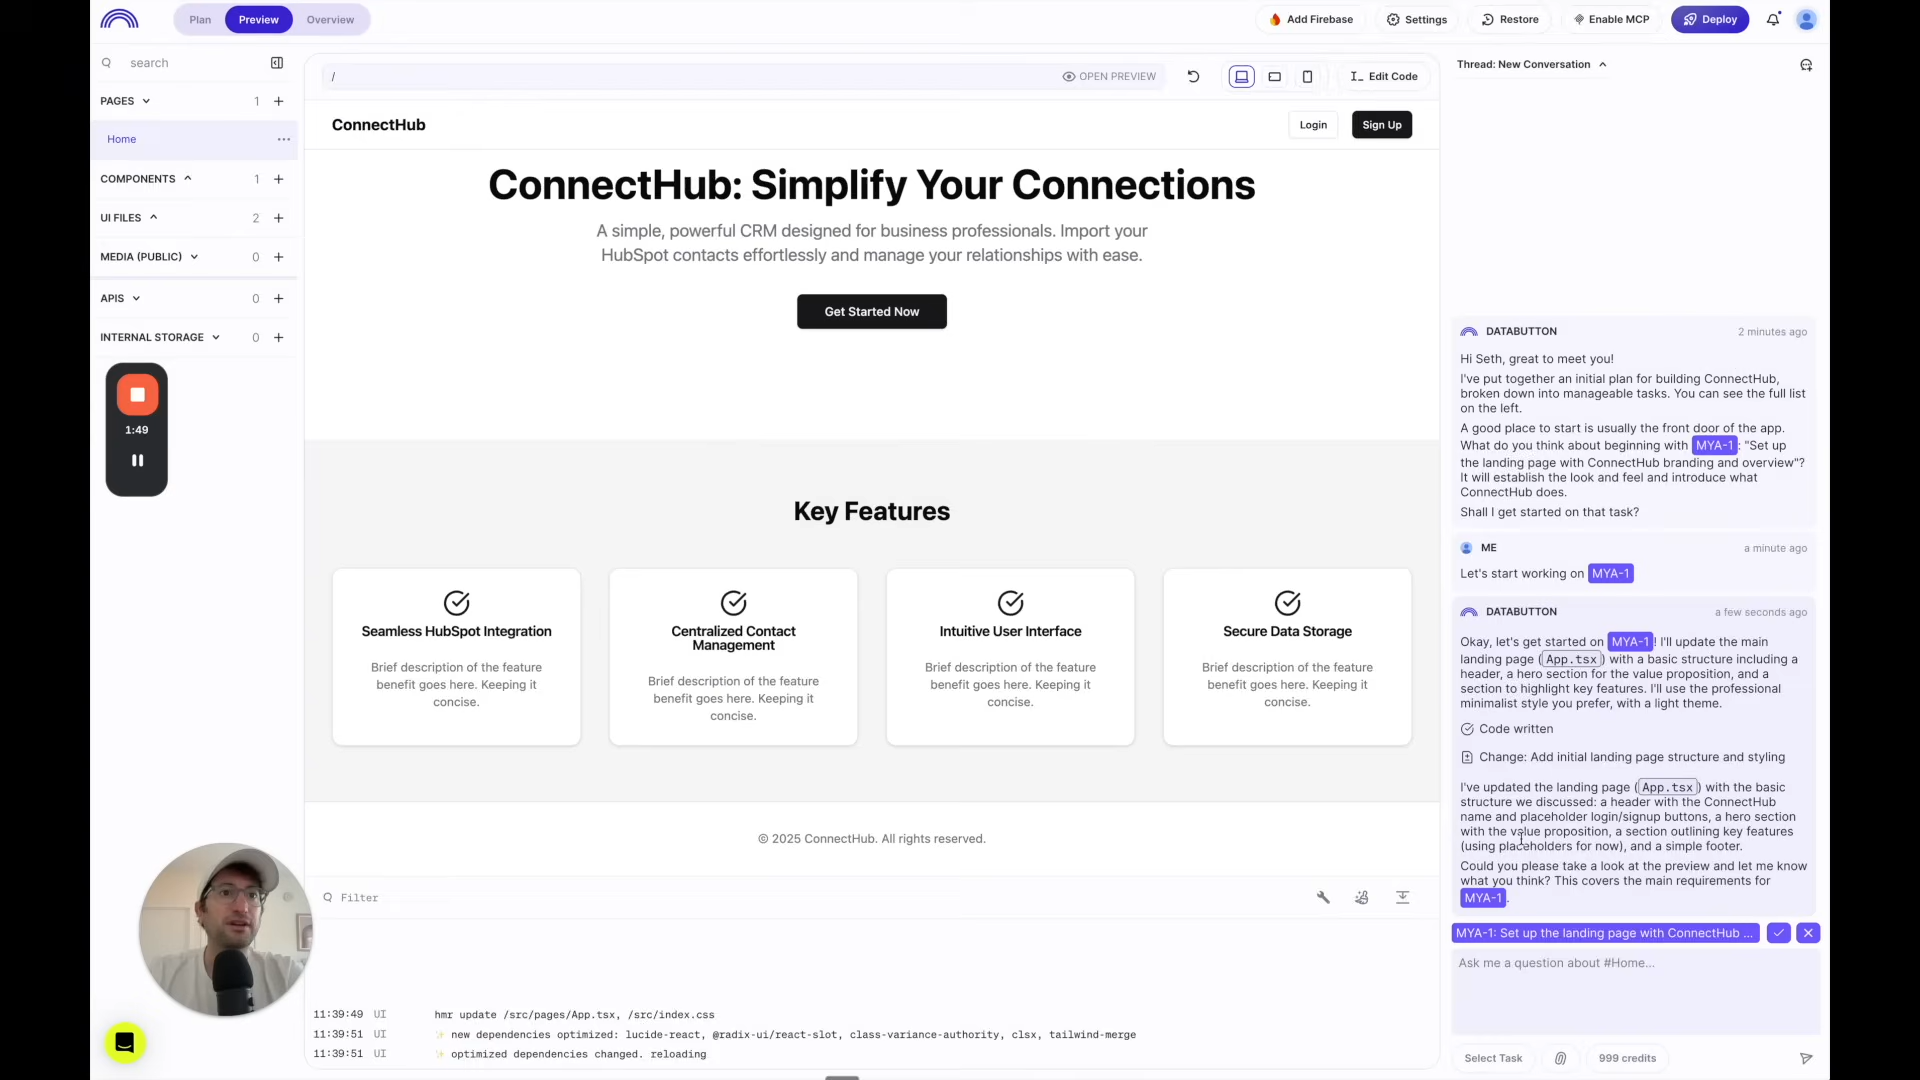 Plan
Preview
Overview
Add Firebase
Settings
Restore
Enable MCP
Deploy
search
PAGES
1
Home
COMPONENTS
1
UI FILES
2
MEDIA (PUBLIC)
0
APIS
0
INTERNAL STORAGE
0
1:49
/
OPEN PREVIEW
Edit Code
ConnectHub
Login
Sign Up
ConnectHub: Simplify Your Connections
A simple, powerful CRM designed for business professionals. Import your
HubSpot contacts effortlessly and manage your relationships with ease.
Get Started Now
Key Features
Seamless HubSpot Integration
Brief description of the feature
benefit goes here. Keeping it
concise.
Centralized Contact
Management
Brief description of the feature
benefit goes here. Keeping it
concise.
Intuitive User Interface
Brief description of the feature
benefit goes here. Keeping it
concise.
Secure Data Storage
Brief description of the feature
benefit goes here. Keeping it
concise.
© 2025 ConnectHub. All rights reserved.
Filter
11:39:49 UI hmr update /src/pages/App.tsx, /src/index.css
11:39:51 UI ✨ new dependencies optimized: lucide-react, @radix-ui/react-slot, class-variance-authority, clsx, tailwind-merge
11:39:51 UI ✨ optimized dependencies changed. reloading
Thread: New Conversation
DATABUTTON
2 minutes ago
Hi Seth, great to meet you!
I've put together an initial plan for building ConnectHub,
broken down into manageable tasks. You can see the full list
on the left.
A good place to start is usually the front door of the app.
What do you think about beginning with MYA-1: "Set up
the landing page with ConnectHub branding and overview"?
It will establish the look and feel and introduce what
ConnectHub does.
Shall I get started on that task?
ME
a minute ago
Let's start working on MYA-1
DATABUTTON
a few seconds ago
Okay, let's get started on MYA-1! I'll update the main
landing page (App.tsx) with a basic structure including a
header, a hero section for the value proposition, and a
section to highlight key features. I'll use the professional
minimalist style you prefer, with a light theme.
Code written
Change: Add initial landing page structure and styling
I've updated the landing page (App.tsx) with the basic
structure we discussed: a header with the ConnectHub
name and placeholder login/signup buttons, a hero section
with the value proposition, a section outlining key features
(using placeholders for now), and a simple footer.
Could you please take a look at the preview and let me know
what you think? This covers the main requirements for
MYA-1.
MYA-1: Set up the landing page with ConnectHub ...
Ask me a question about #Home...
Select Task
999 credits